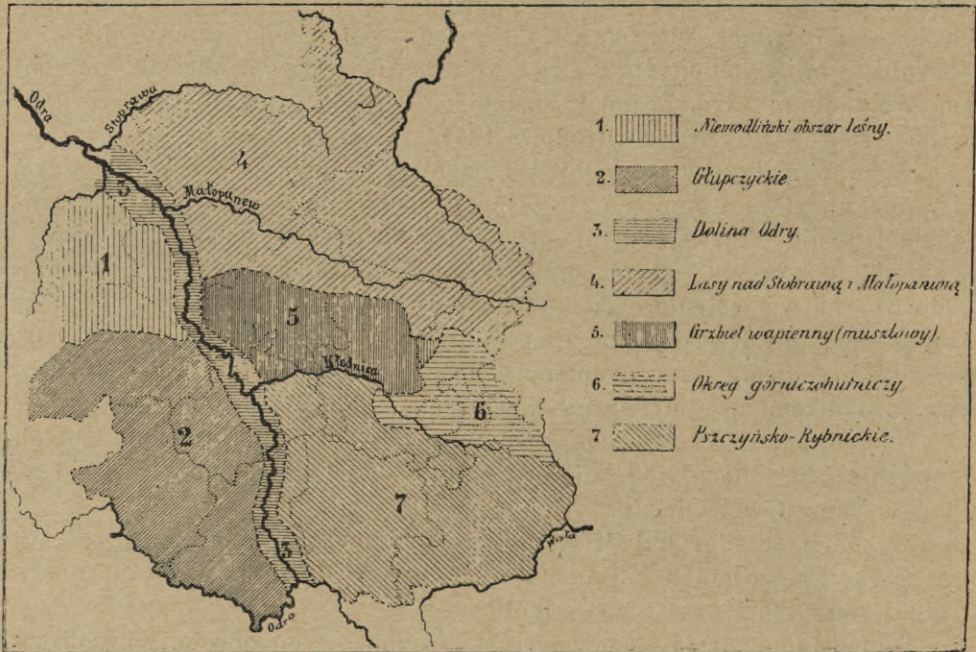 Odra
Stobrawa
4
3
Małopanew
1
5
Kłodnica
6
2
7
3
Wisła
Odra
1. Niemodliński obszar leśny.
2. Głupczyckie
3. Dolina Odry
4. Lasy nad Stobrawą i Małopanwią
5. Grzbiet wapienny (muszlowy).
6. Okręg górniczohutniczy
7 Pszczyńsko-Rybnickie.